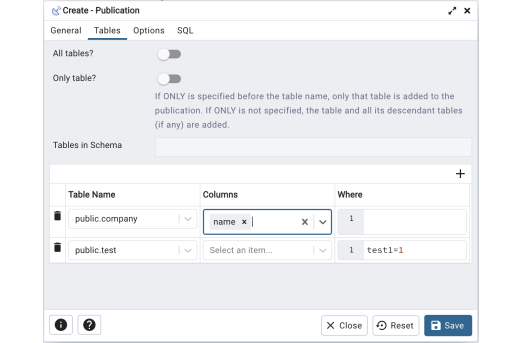 Create - Publication
General Tables Options SQL
All tables?
Only table?
If ONLY is specified before the table name, only that table is added to the
publication. If ONLY is not specified, the table and all its descendant tables
(if any) are added.
Tables in Schema
Table Name Columns Where
public.company name 1
public.test Select an item... 1 test1=1
Close Reset Save